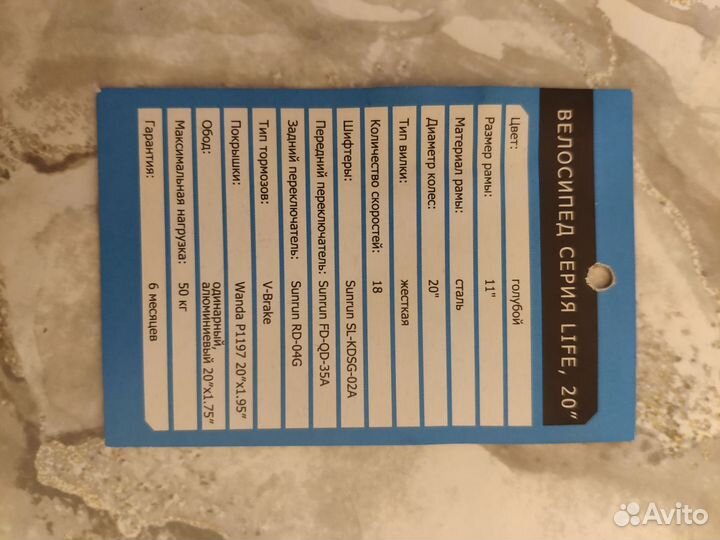 ВЕЛОСИПЕД СЕРИЯ LIFE, 20"
Цвет: голубой
Размер рамы: 11"
Материал рамы: сталь
Диаметр колес: 20"
Тип вилки: жесткая
Количество скоростей: 18
Шифтеры: Sunrun SL-KDSG-02A
Передний переключатель: Sunrun FD-QD-35A
Задний переключатель: Sunrun RD-04G
Тип тормозов: V-Brake
Покрышки: Wanda P1197 20"x1.95"
Обод: одинарный,
алюминиевый 20"x1.75"
Максимальная нагрузка: 50 кг
Гарантия: 6 месяцев
Avito